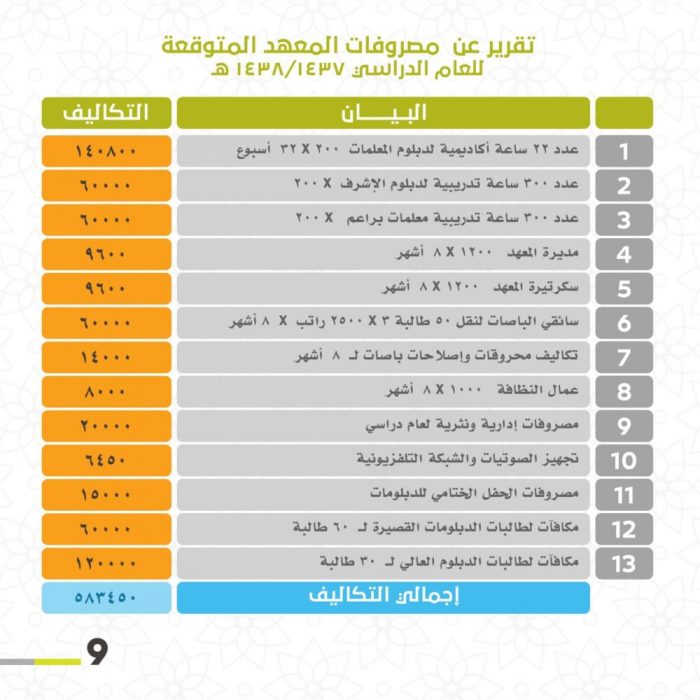 تقرير عن مصروفات المعهد المتوقعة
للعام الدراسي ١٤٣٨/١٤٣٧ هـ
البيـــان التكاليف
1 عدد ٢٢ ساعة أكاديمية لدبلوم المعلمات ٢٠٠ X ٣٢ أسبوع ١٤٠٨٠٠
2 عدد ٣٠٠ ساعة تدريبية لدبلوم الإشرف X ٢٠٠ ٦٠٠٠٠
3 عدد ٣٠٠ ساعة تدريبية معلمات براعم X ٢٠٠ ٦٠٠٠٠
4 مديرة المعهد ١٢٠٠ X ٨ أشهر ٩٦٠٠
5 سكرتيرة المعهد ١٢٠٠ X ٨ أشهر ٩٦٠٠
6 سائقي الباصات لنقل ٥٠ طالبة ٣ X ٢٥٠٠ راتب X ٨ أشهر ٦٠٠٠٠
7 تكاليف محروقات وإصلاحات باصات لـ ٨ أشهر ١٤٠٠٠
8 عمال النظافة ١٠٠٠ X ٨ أشهر ٨٠٠٠
9 مصروفات إدارية ونثرية لعام دراسي ٢٠٠٠٠
10 تجهيز الصوتيات والشبكة التلفزيونية ٦٤٥٠
11 مصروفات الحفل الختامي للدبلومات ١٥٠٠٠
12 مكافآت لطالبات الدبلومات القصيرة لـ ٦٠ طالبة ٦٠٠٠٠
13 مكافآت لطالبات الدبلوم العالي لـ ٣٠ طالبة ١٢٠٠٠٠
إجمالي التكاليف ٥٨٣٤٥٠
9